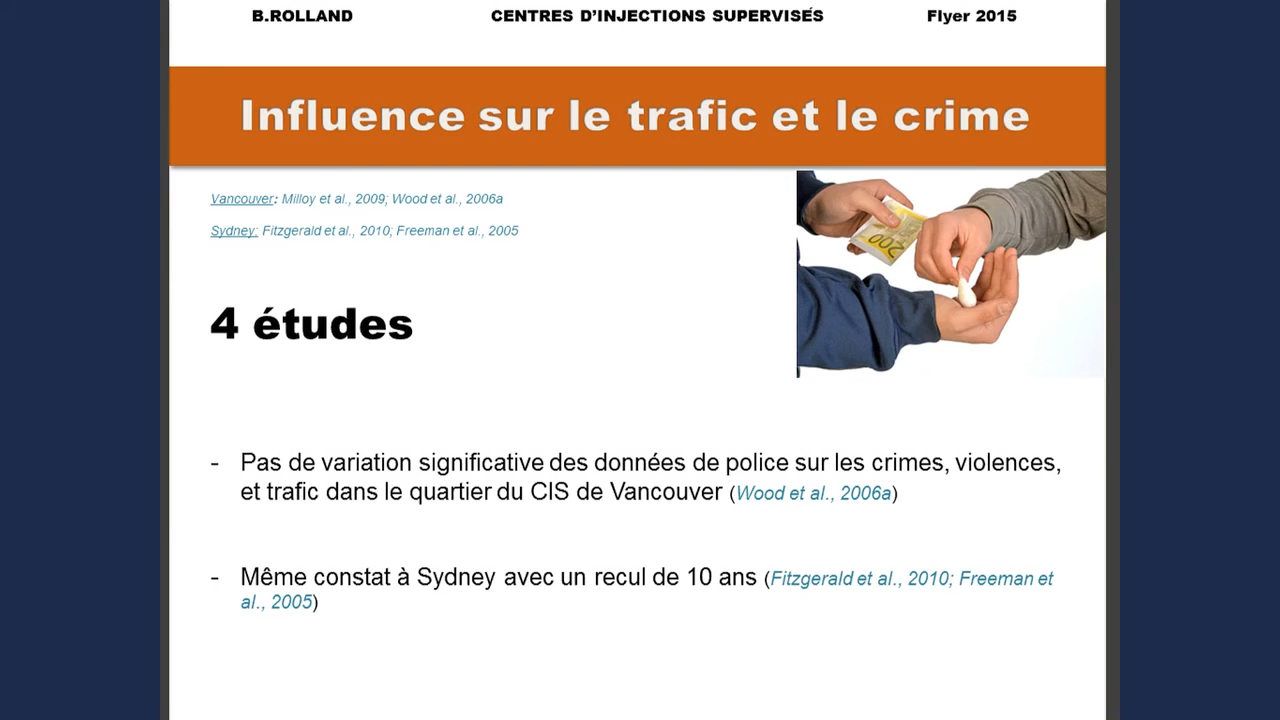 B.ROLLAND CENTRES D’INJECTIONS SUPERVISÉS Flyer 2015
Influence sur le trafic et le crime
Vancouver: Milloy et al., 2009; Wood et al., 2006a
Sydney: Fitzgerald et al., 2010; Freeman et al., 2005
200
4 études
- Pas de variation significative des données de police sur les crimes, violences,
et trafic dans le quartier du CIS de Vancouver (Wood et al., 2006a)
- Même constat à Sydney avec un recul de 10 ans (Fitzgerald et al., 2010; Freeman et
al., 2005)